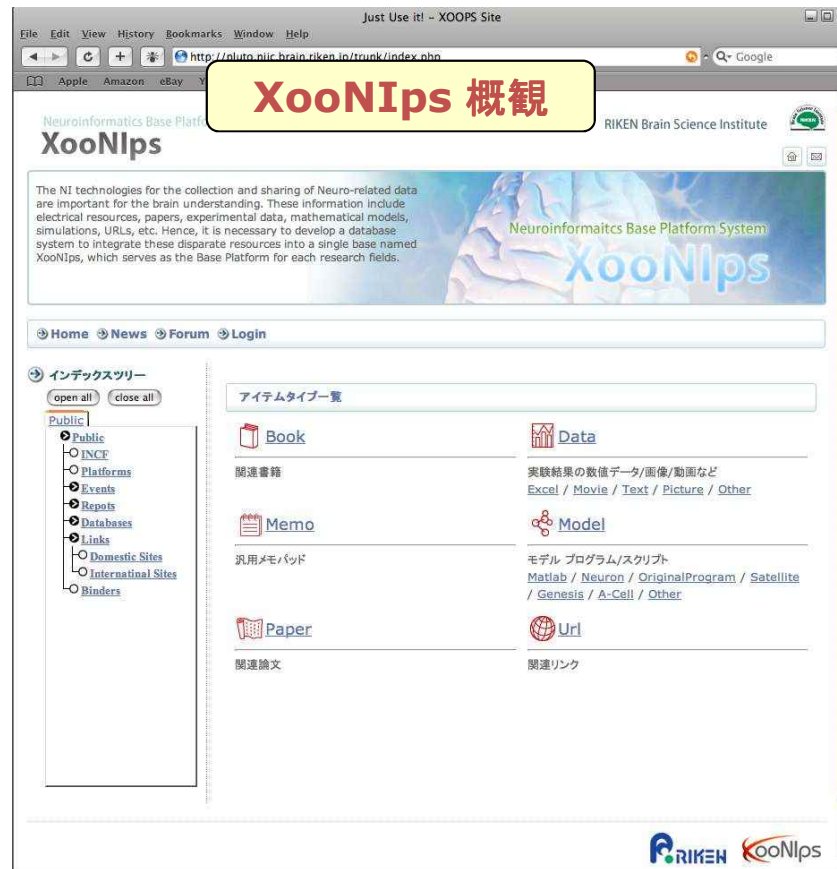 Just Use it! – XOOPS Site
File Edit View History Bookmarks Window Help
http://pluto.nijc.brain.riken.jp/trunk/index.php
Google
Apple Amazon eBay
XooNIps 概観
Neuroinformatics Base
XooNIps
RIKEN Brain Science Institute
The NI technologies for the collection and sharing of Neuro-related data
are important for the brain understanding. These information include
electrical resources, papers, experimental data, mathematical models,
simulations, URLs, etc. Hence, it is necessary to develop a database
system to integrate these disparate resources into a single base named
XooNIps, which serves as the Base Platform for each research fields.
Neuroinformaitcs Base Platform System
XooNIps
Home News Forum Login
インデックスツリー
open all close all
Public
Public
INCF
Platforms
Events
Repots
Databases
Links
Domestic Sites
Internatinal Sites
Binders
アイテムタイプ一覧
Book
関連書籍
Data
実験結果の数値データ/画像/動画など
Excel / Movie / Text / Picture / Other
Memo
汎用メモパッド
Model
モデル プログラム/スクリプト
Matlab / Neuron / OriginalProgram / Satellite
/ Genesis / A-Cell / Other
Paper
関連論文
Url
関連リンク
RIKEN XooNIps